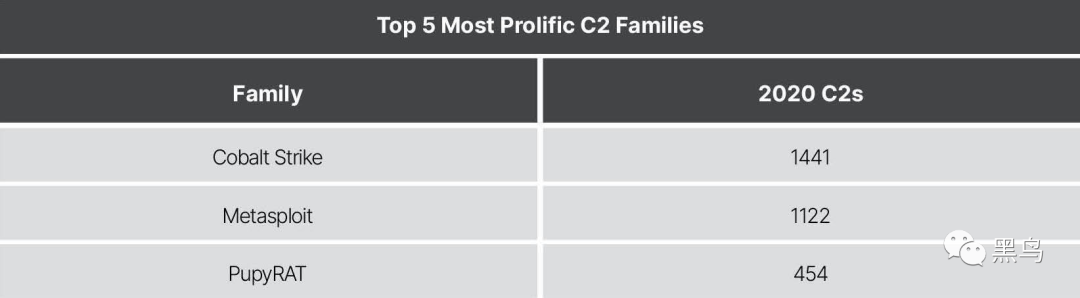 Top 5 Most Prolific C2 Families
Family 2020 C2s
Cobalt Strike 1441
Metasploit 1122
PupyRAT 454
黑鸟